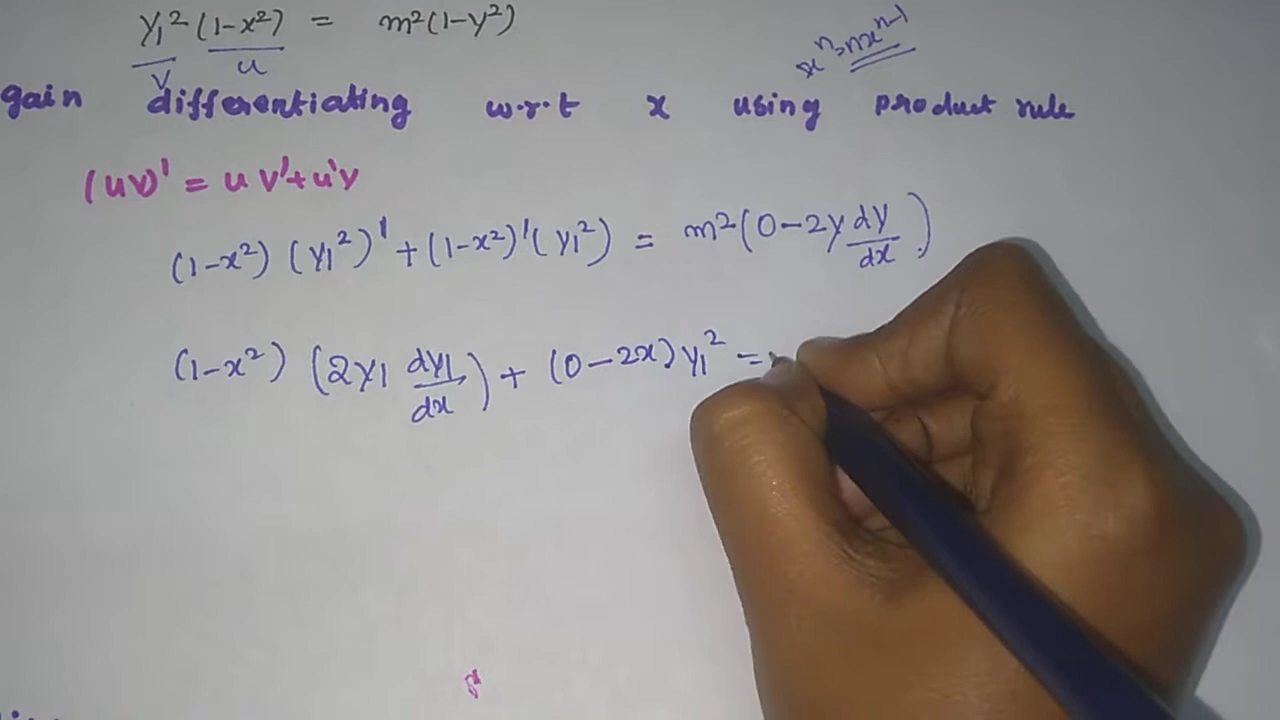 y₁² (1-x²) = m²(1-y²)
v u
xⁿ = nxⁿ⁻¹
gain differentiating w.r.t x using product rule
(uv)' = u v' + u'v
(1-x²) (y₁²)' + (1-x²)' (y₁²) = m² (0-2y dy/dx)
(1-x²) (2y₁ dy₁/dx) + (0-2x) y₁² =